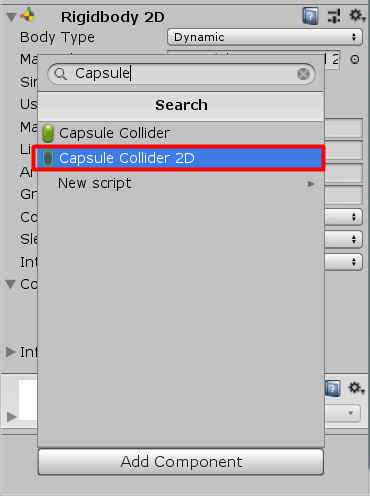 Rigidbody 2D
Body Type
Dynamic
Capsule
Search
Capsule Collider
Capsule Collider 2D
New script
Add Component